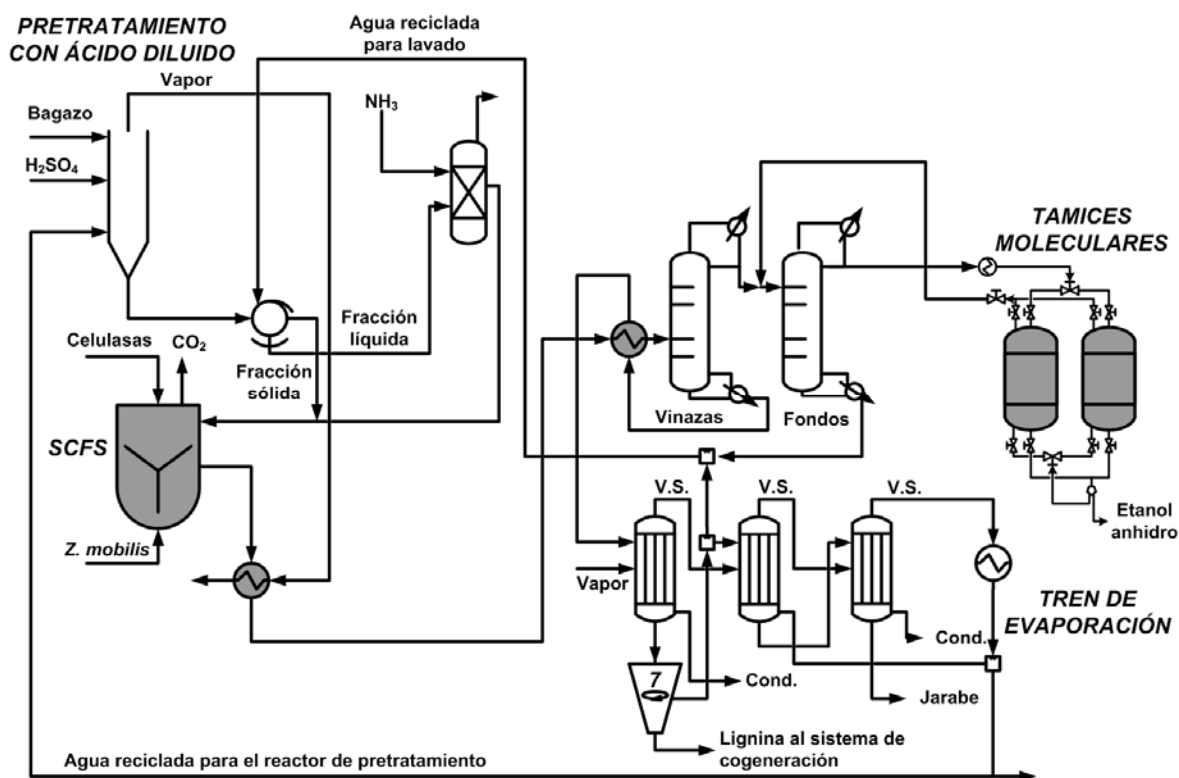 PRETRATAMIENTO
CON ÁCIDO DILUIDO
Agua reciclada
para lavado
Vapor
Bagazo
NH₃
H₂SO₄
TAMICES
MOLECULARES
Fracción
líquida
Celulasas
CO₂
Fracción
sólida
Vinazas
Fondos
SCFS
V.S.
V.S.
V.S.
Etanol
anhidro
Z. mobilis
Vapor
TREN DE
EVAPORACIÓN
Cond.
7
Cond.
Jarabe
Lignina al sistema de
cogeneración
Agua reciclada para el reactor de pretratamiento